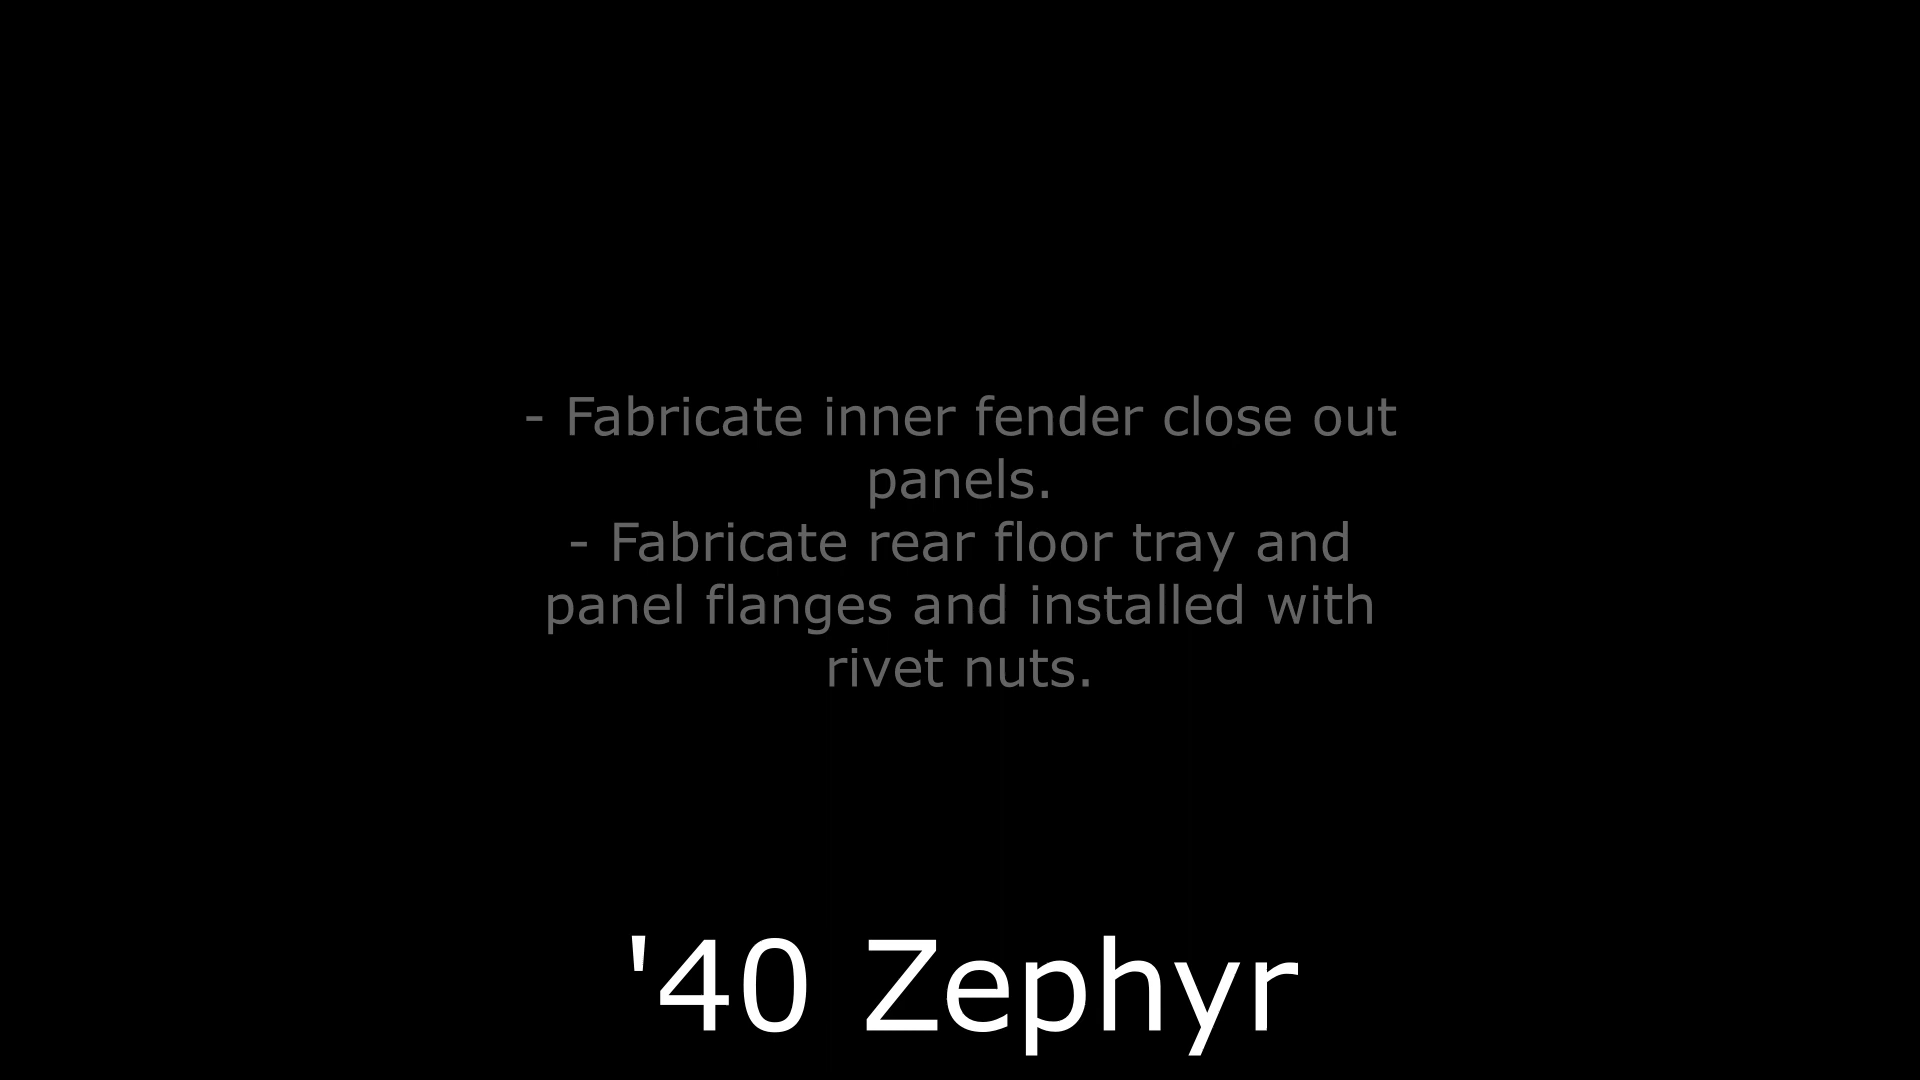 - Fabricate inner fender close out
panels.
- Fabricate rear floor tray and
panel flanges and installed with
rivet nuts.
'40 Zephyr